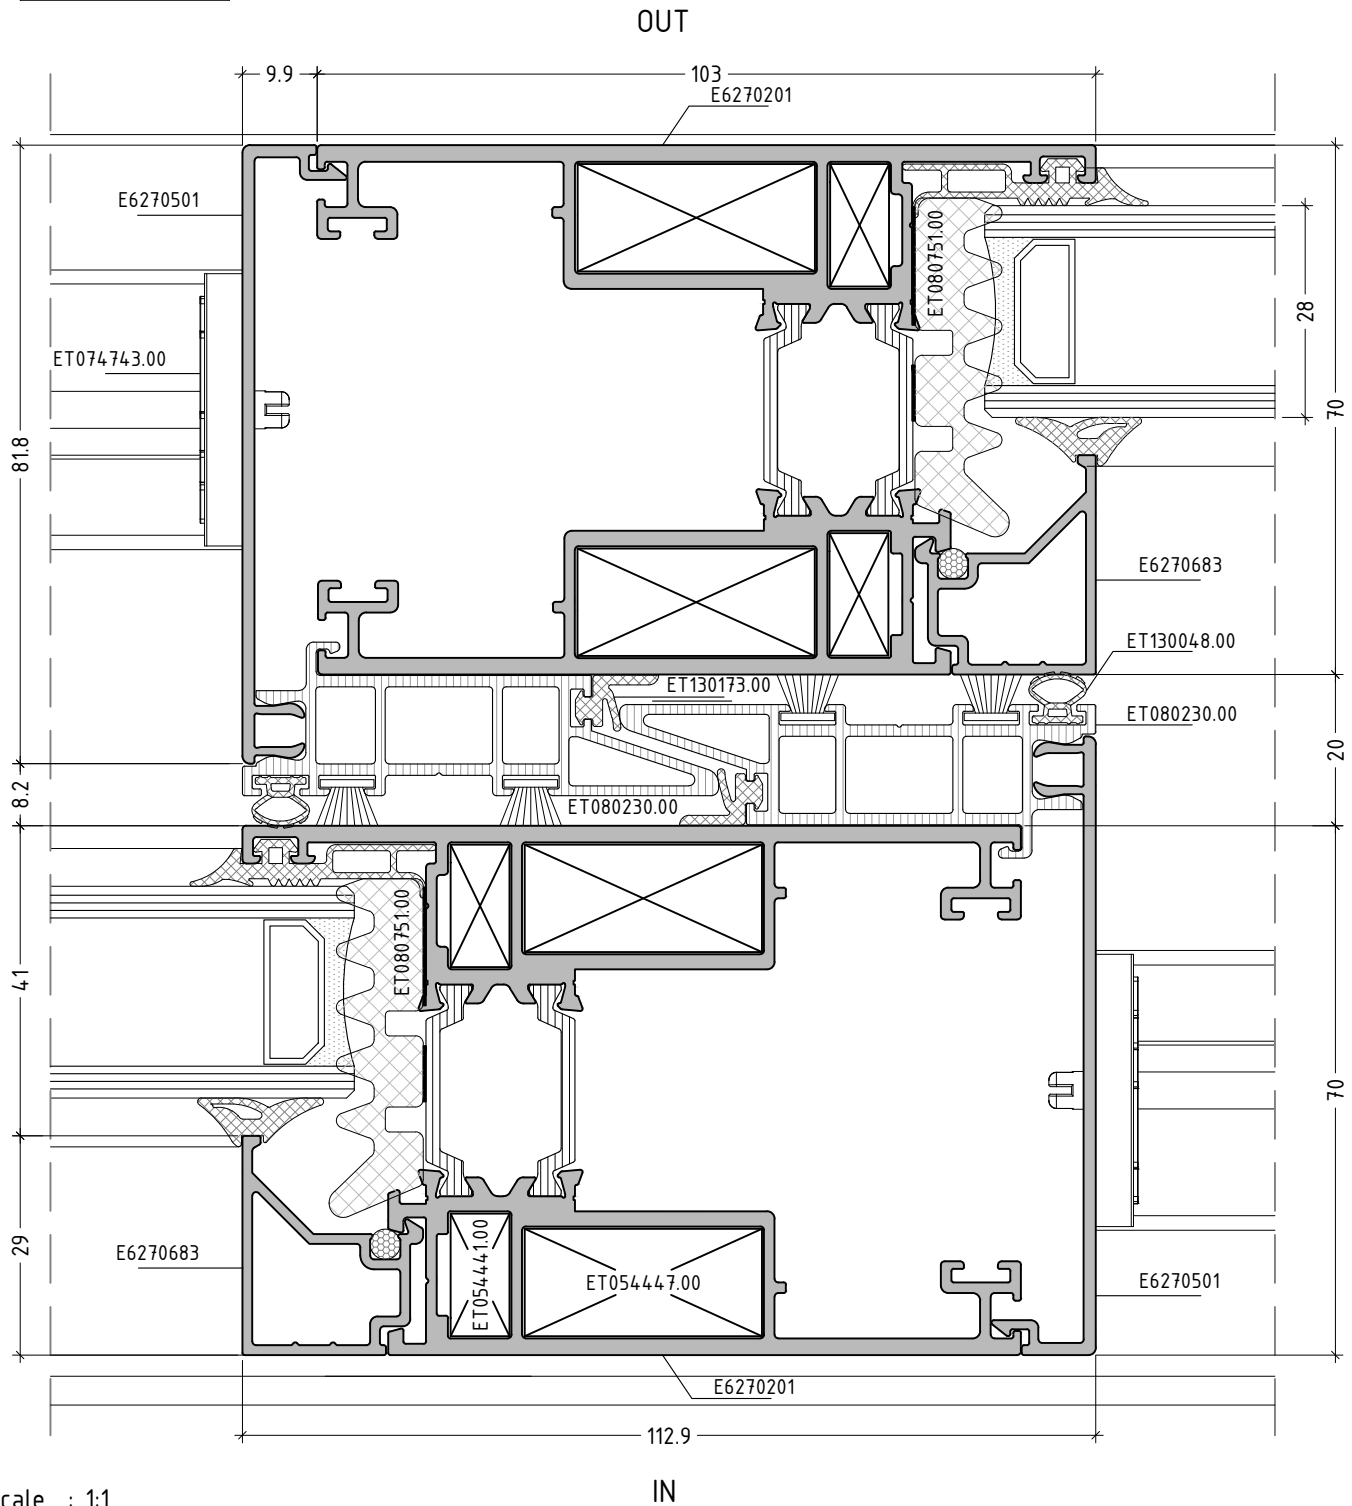 OUT
9.9
103
E6270201
E6270501
ET080751.00
28
ET074743.00
70
81.8
E6270683
ET130048.00
ET130173.00
ET080230.00
20
8.2
ET080230.00
ET080751.00
41
70
29
E6270683
ET054441.00
ET054447.00
E6270501
E6270201
112.9
IN
cale : 1:1